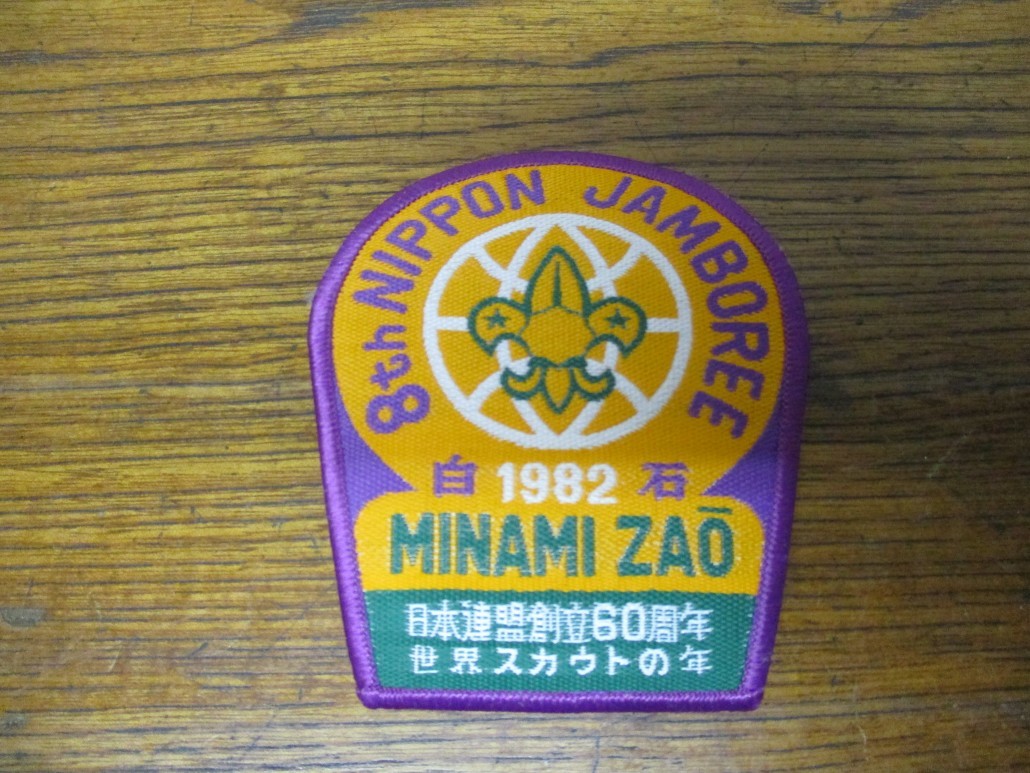 8th NIPPON JAMBOREE
白 1982 石
MINAMI ZAŌ
日本連盟創立60周年
世界スカウトの年